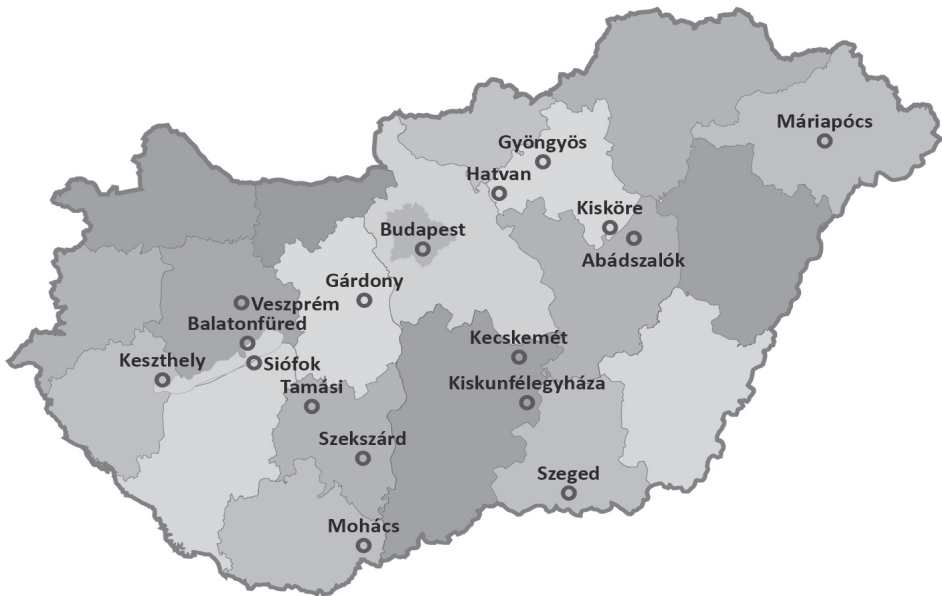 Máriapócs
Gyöngyös
Hatvan
Kisköre
Budapest
Abádszalók
Gárdony
Veszprém
Balatonfüred
Kecskemét
Keszthely
Siófok
Tamási
Kiskunfélegyháza
Szekszárd
Szeged
Mohács